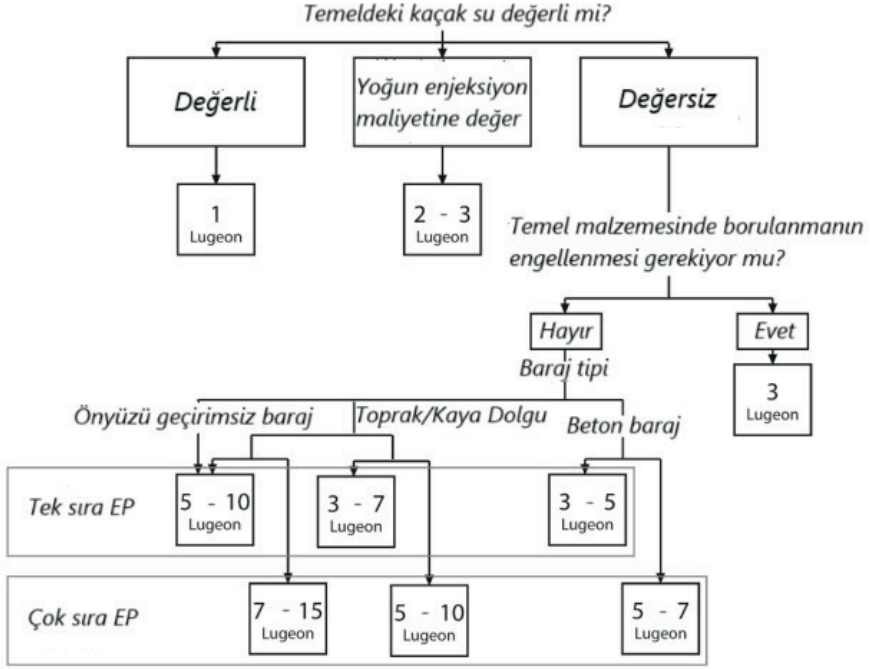 Temeldeki kaçak su değerli mi?
Değerli
Yoğun enjeksiyon
maliyetine değer
Değersiz
1
Lugeon
2 - 3
Lugeon
Temel malzemesinde borulanmanın
engellenmesi gerekiyor mu?
Hayır
Evet
Baraj tipi
3
Lugeon
Önyüzü geçirimsiz baraj
Toprak/Kaya Dolgu
Beton baraj
Tek sıra EP
5 - 10
Lugeon
3 - 7
Lugeon
3 - 5
Lugeon
Çok sıra EP
7 - 15
Lugeon
5 - 10
Lugeon
5 - 7
Lugeon